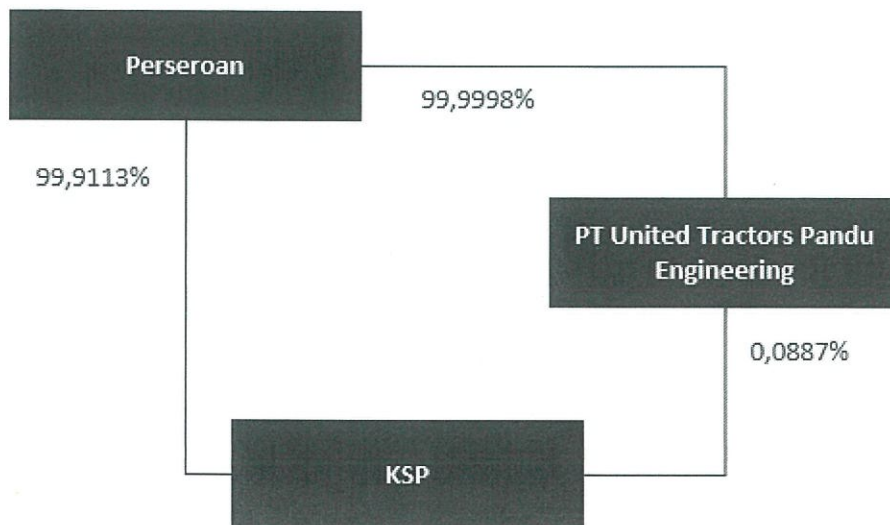 Perseroan
99,9998%
99,9113%
PT United Tractors Pandu
Engineering
0,0887%
KSP